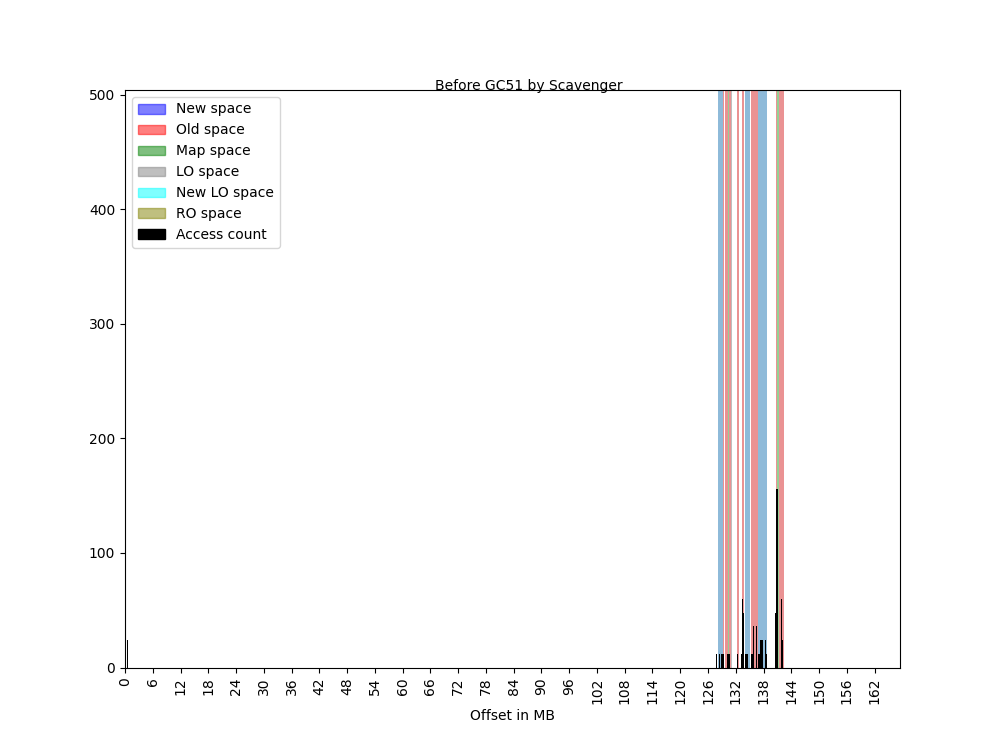 Before GC51 by Scavenger
500
400
300
200
100
0
New space
Old space
Map space
LO space
New LO space
RO space
Access count
0 6 12 18 24 30 36 42 48 54 60 66 72 78 84 90 96 102 108 114 120 126 132 138 144 150 156 162
Offset in MB